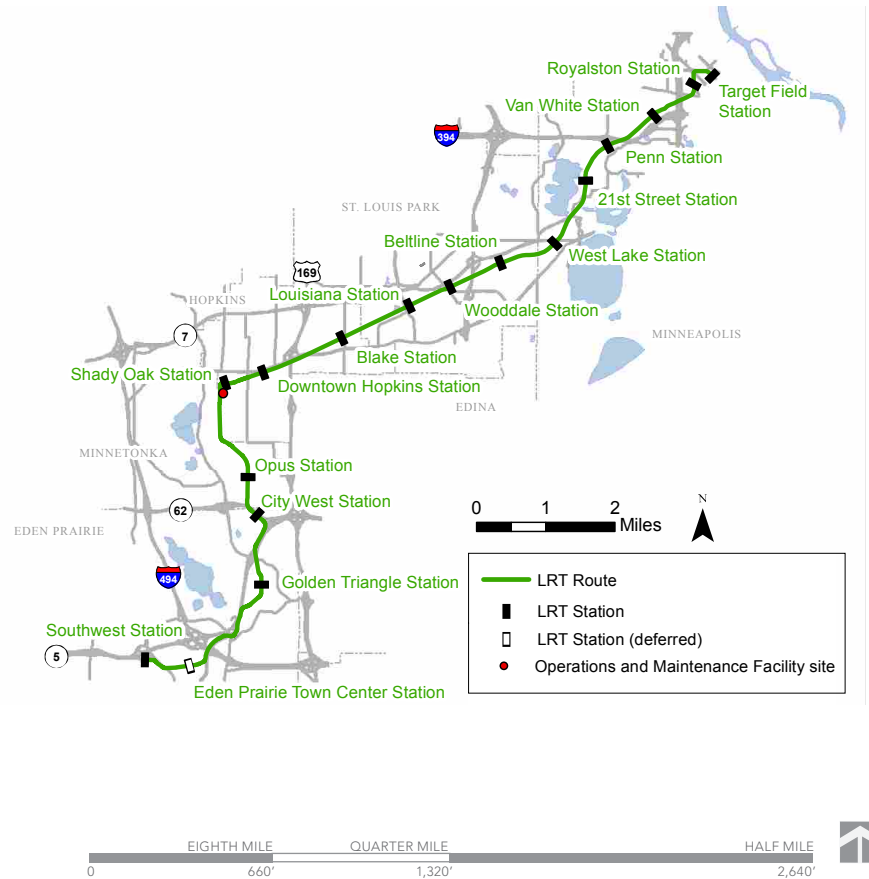 Royalston Station
Target Field
Station
Van White Station
394
Penn Station
21st Street Station
ST. LOUIS PARK
Beltline Station
West Lake Station
169
Louisiana Station
HOPKINS
Wooddale Station
7
MINNEAPOLIS
Blake Station
Shady Oak Station
Downtown Hopkins Station
EDINA
MINNETONKA
Opus Station
City West Station
62
EDEN PRAIRIE
0 1 2
Miles
N
494
Golden Triangle Station
LRT Route
LRT Station
LRT Station (deferred)
Operations and Maintenance Facility site
Southwest Station
5
Eden Prairie Town Center Station
EIGHTH MILE QUARTER MILE HALF MILE
0 660' 1,320' 2,640'